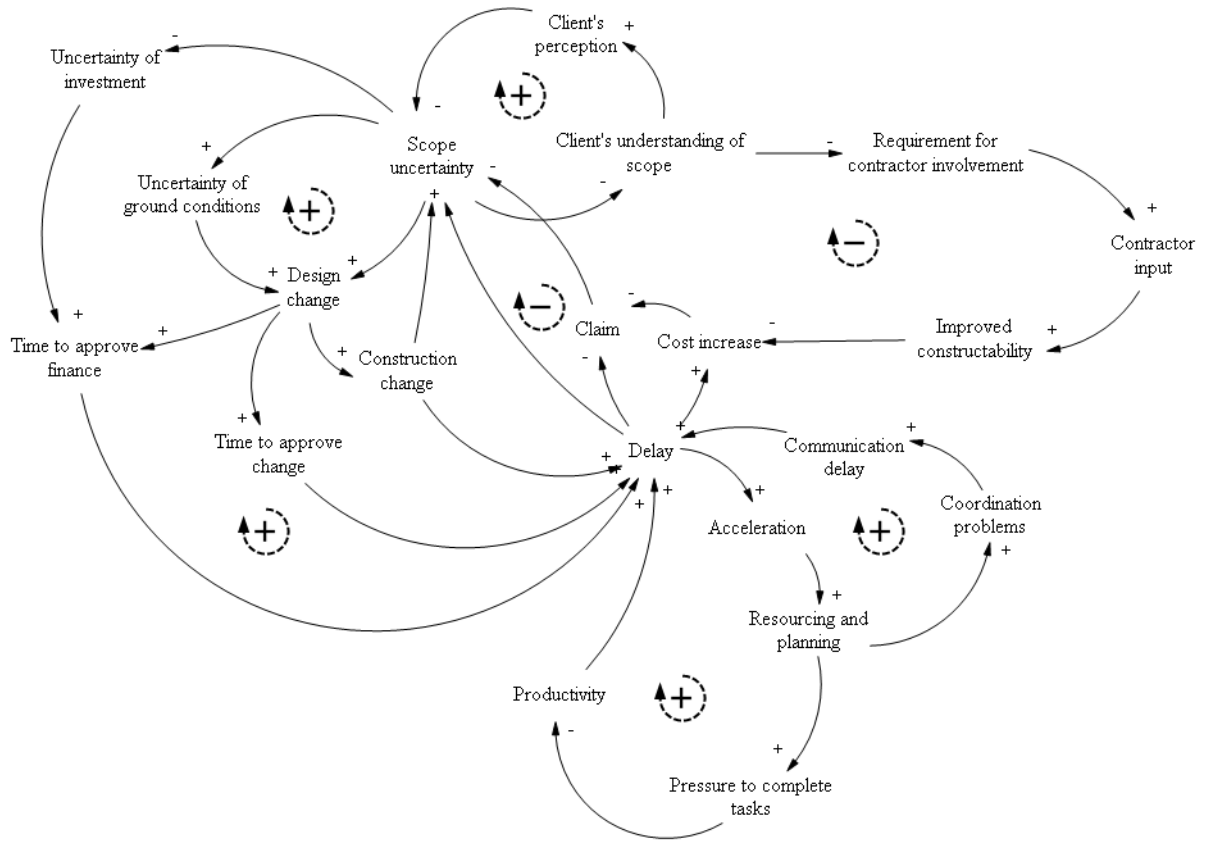 Client's
perception
+
-
Uncertainty of
investment
+
-
+
Client's understanding of
scope
-
Requirement for
contractor involvement
Scope
uncertainty
-
-
+
+
Uncertainty of
ground conditions
+
+
Contractor
input
-
+
+
Design
change
-
-
Claim
Cost increase
-
Improved
constructability
+
+
+
Time to approve
finance
+
Construction
change
-
+
+
Time to approve
change
+
Delay
+
+
+
+
Communication
delay
+
+
Acceleration
+
+
Coordination
problems
+
+
+
Resourcing and
planning
Productivity
+
-
+
Pressure to complete
tasks